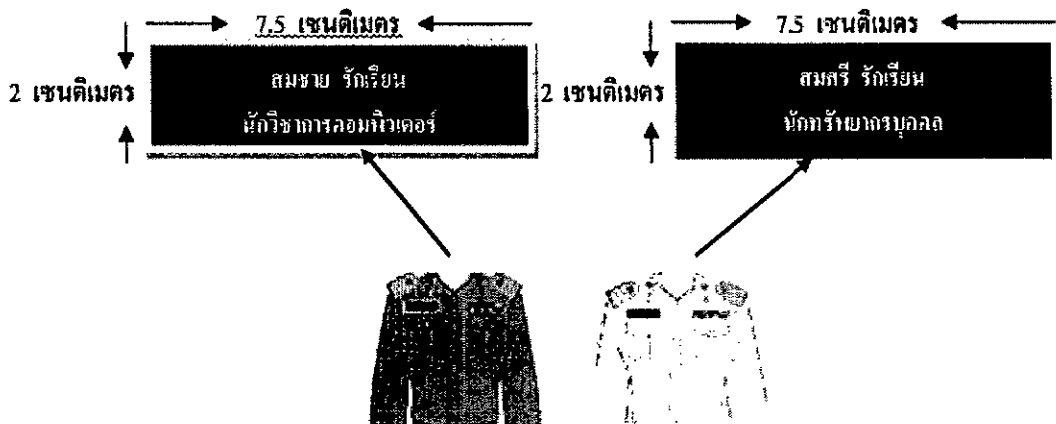 7.5 เซนติเมตร
2 เซนติเมตร
สมชาย รักเรียน
นักวิชาการคอมพิวเตอร์
7.5 เซนติเมตร
2 เซนติเมตร
สมศรี รักเรียน
นักทรัพยากรบุคคล